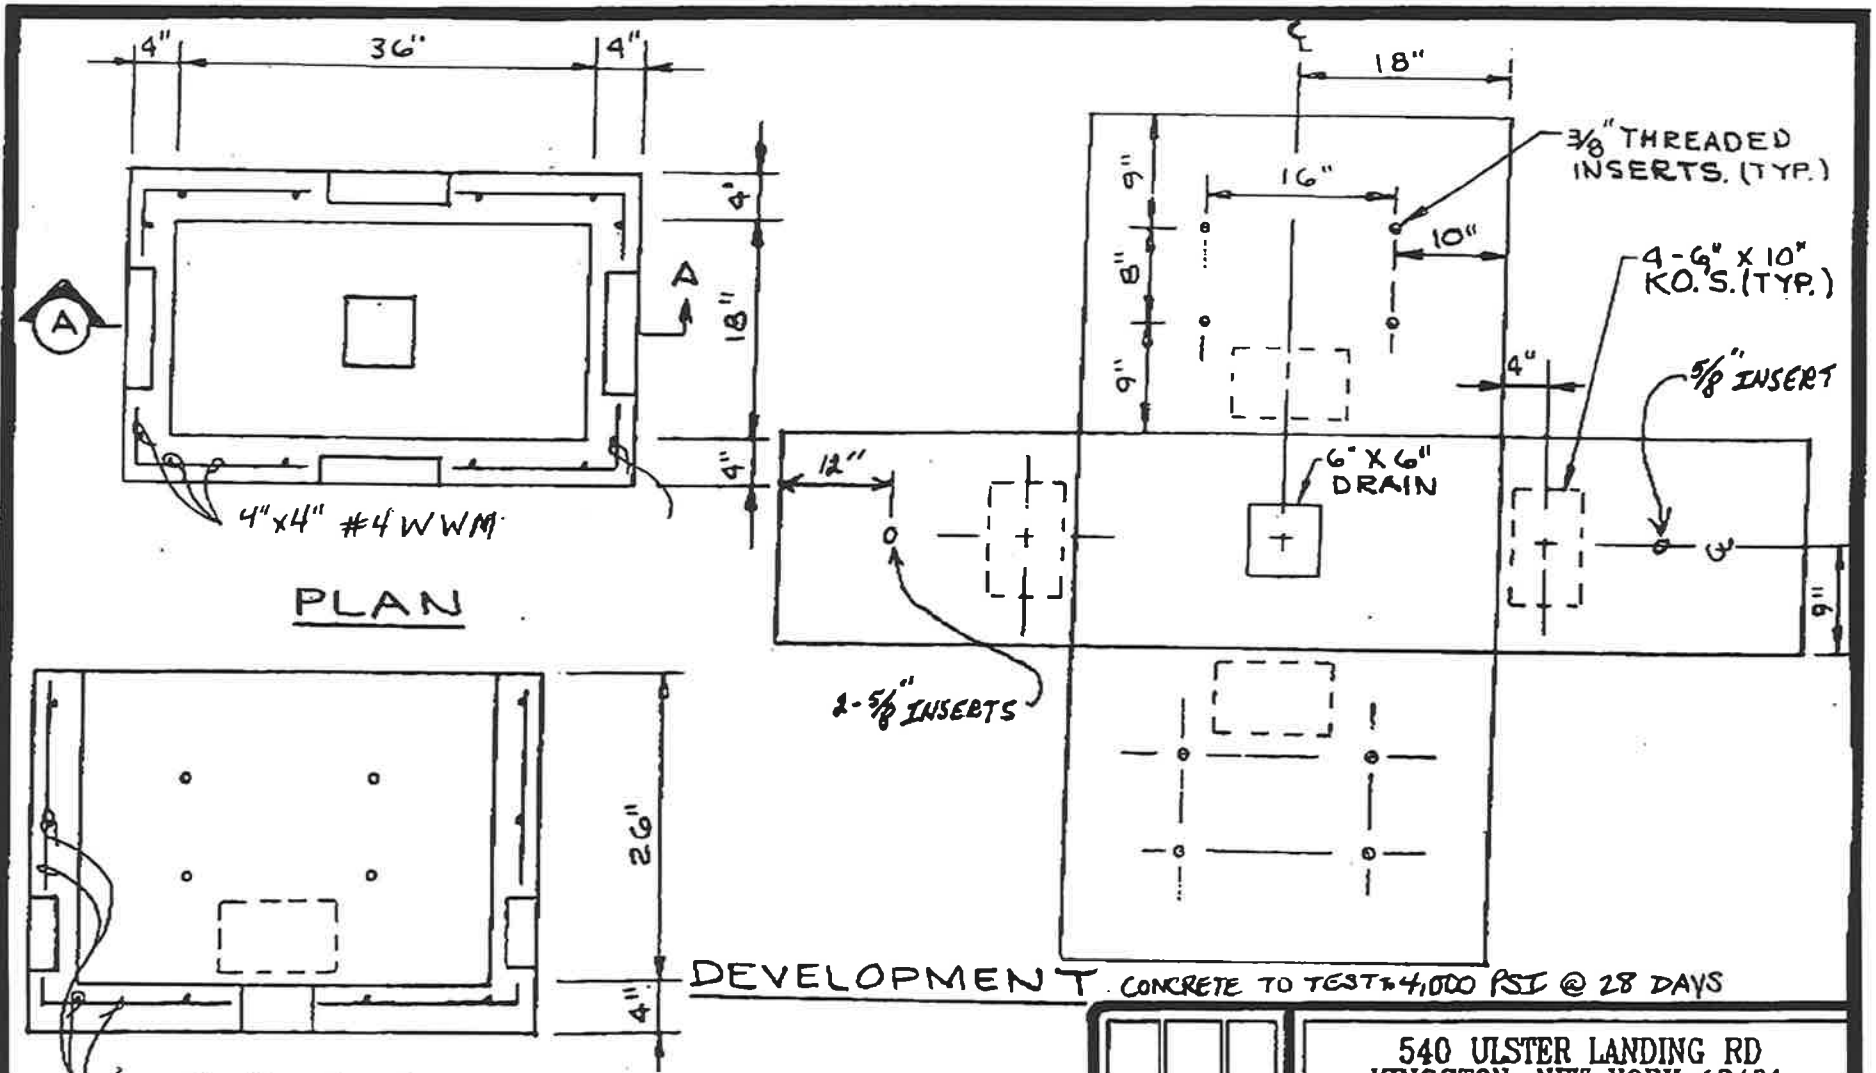 4" 36" 4"
4"
18"
4"
A
A
4"x4" #4 WWM
PLAN
26"
4"
℄
18"
3/8" THREADED
INSERTS. (TYP.)
9"
16"
10"
8"
9"
4-6" X 10"
K.O.'S. (TYP.)
4"
5/8" INSERT
12"
6" X 6"
DRAIN
9"
2-5/8" INSERTS
DEVELOPMENT
CONCRETE TO TEST 4,000 PSI @ 28 DAYS
540 ULSTER LANDING RD